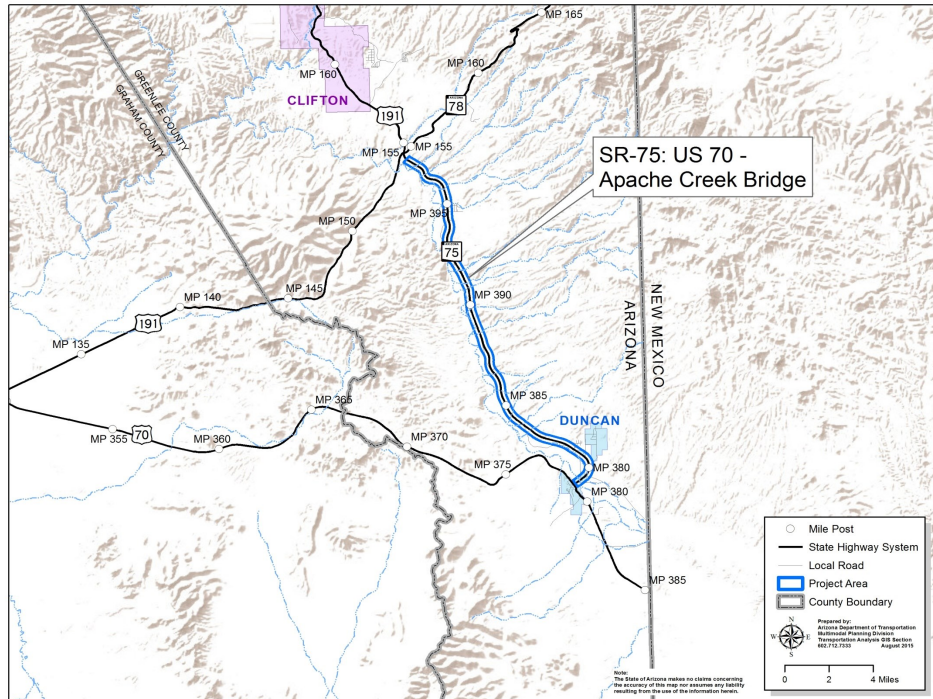 MP 165
MP 160
MP 160
CLIFTON
ARIZONA
78
191
GREENLEE COUNTY
GRAHAM COUNTY
MP 155
MP 155
SR-75: US 70 -
Apache Creek Bridge
MP 395
MP 150
75
MP 390
MP 145
MP 140
191
MP 135
NEW MEXICO
ARIZONA
MP 385
DUNCAN
MP 365
MP 355
70
MP 360
MP 370
MP 375
MP 380
MP 380
MP 385
Mile Post
State Highway System
Local Road
Project Area
County Boundary
N
W
E
S
Prepared by:
Arizona Department of Transportation
Multimodal Planning Division
Transportation Analysis GIS Section
602.712.7333 August 2015
0 2 4 Miles
Note:
The State of Arizona makes no claims concerning
the accuracy of this map nor assumes any liability
resulting from the use of the information herein.